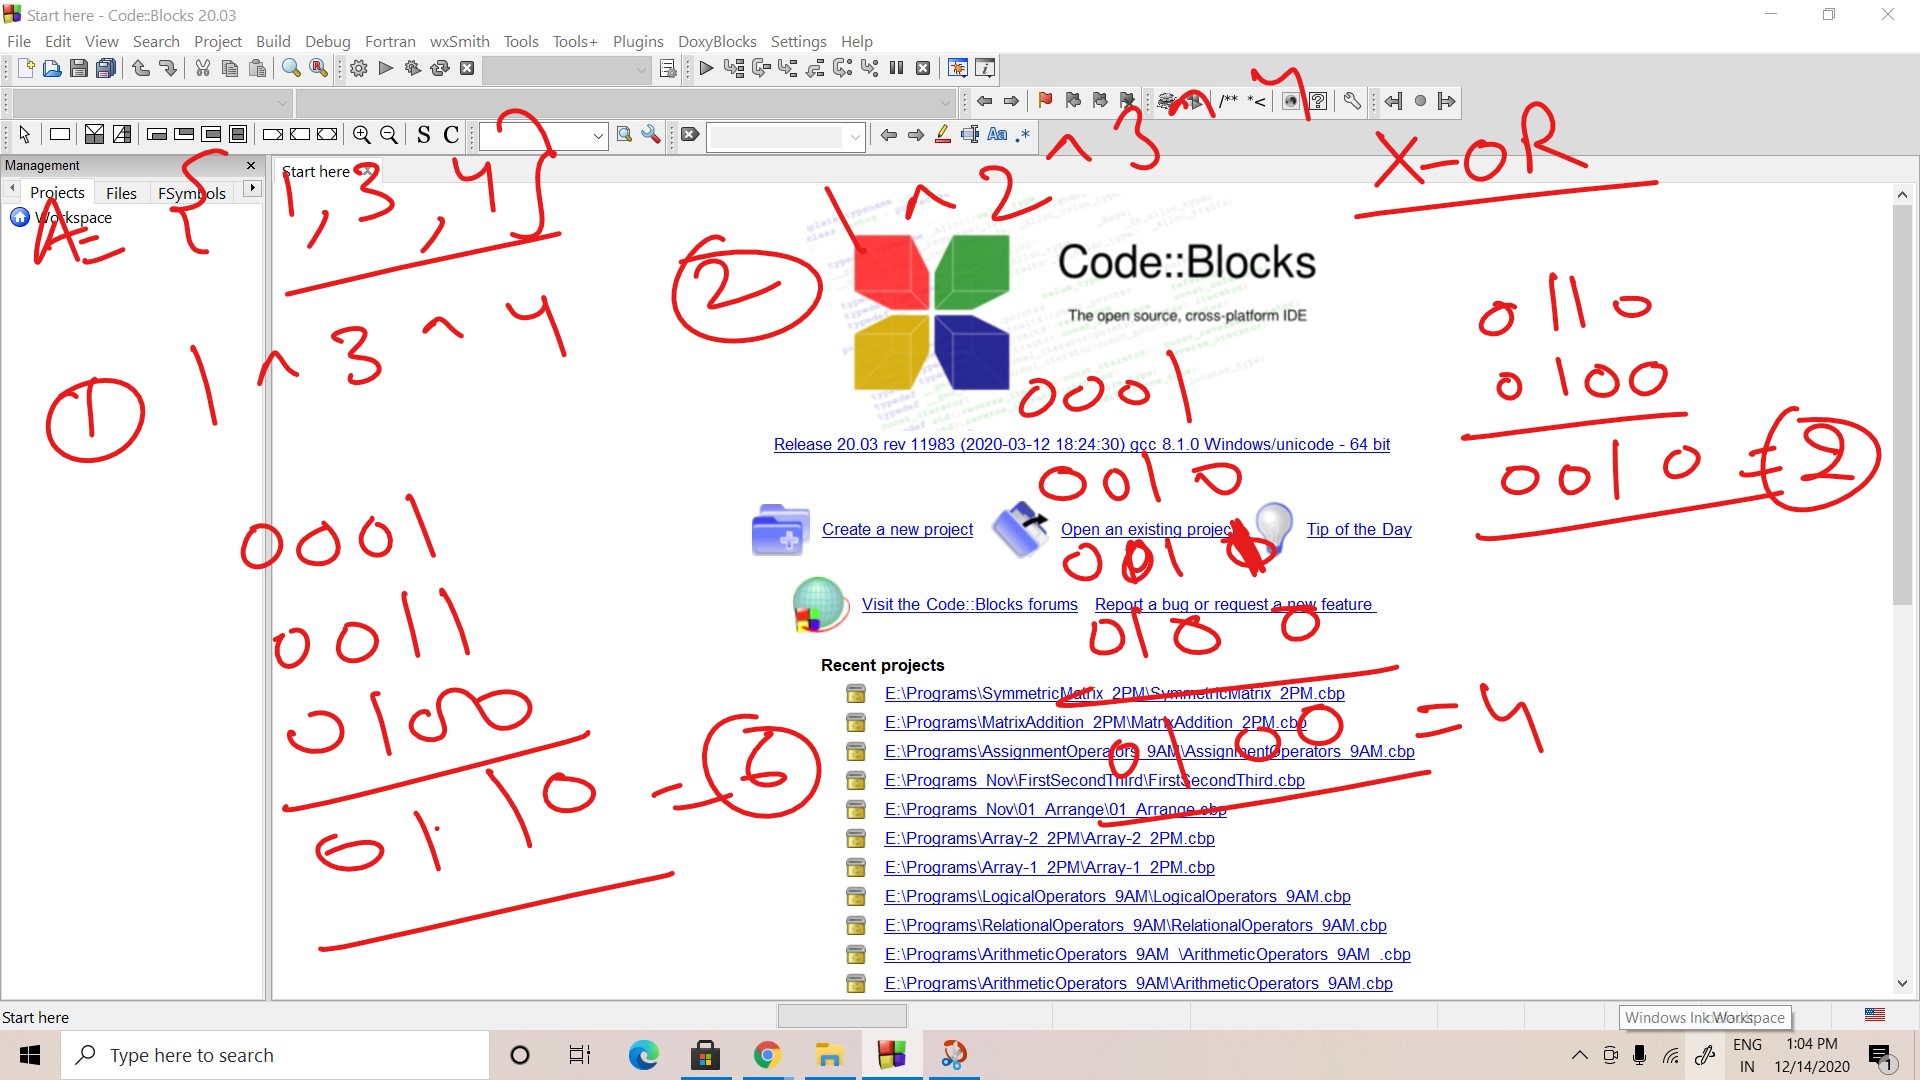 Start here - Code::Blocks 20.03
File Edit View Search Project Build Debug Fortran wxSmith Tools Tools+ Plugins DoxyBlocks Settings Help
/** *<
S C
Aa .*
Management
Projects Files FSymbols
Workspace
Start here
A = { 1, 3, 4 }
1 ^ 2 ^ 3 ^ 4
X-OR
① 1 ^ 3 ^ 4
②
Code::Blocks
The open source, cross-platform IDE
Release 20.03 rev 11983 (2020-03-12 18:24:30) gcc 8.1.0 Windows/unicode - 64 bit
Create a new project Open an existing project Tip of the Day
Visit the Code::Blocks forums Report a bug or request a new feature
0001
0011
0100
0110 = 6
0001
0010
001
0100
0100 = 4
0110
0100
0010 = 2
Recent projects
E:\Programs\SymmetricMatrix_2PM\SymmetricMatrix_2PM.cbp
E:\Programs\MatrixAddition_2PM\MatrixAddition_2PM.cbp
E:\Programs\AssignmentOperators_9AM\AssignmentOperators_9AM.cbp
E:\Programs_Nov\FirstSecondThird\FirstSecondThird.cbp
E:\Programs_Nov\01_Arrange\01_Arrange.cbp
E:\Programs\Array-2_2PM\Array-2_2PM.cbp
E:\Programs\Array-1_2PM\Array-1_2PM.cbp
E:\Programs\LogicalOperators_9AM\LogicalOperators_9AM.cbp
E:\Programs\RelationalOperators_9AM\RelationalOperators_9AM.cbp
E:\Programs\ArithmeticOperators_9AM_\ArithmeticOperators_9AM_.cbp
E:\Programs\ArithmeticOperators_9AM\ArithmeticOperators_9AM.cbp
Start here
Windows Ink Workspace
Type here to search
ENG
IN
1:04 PM
12/14/2020
1